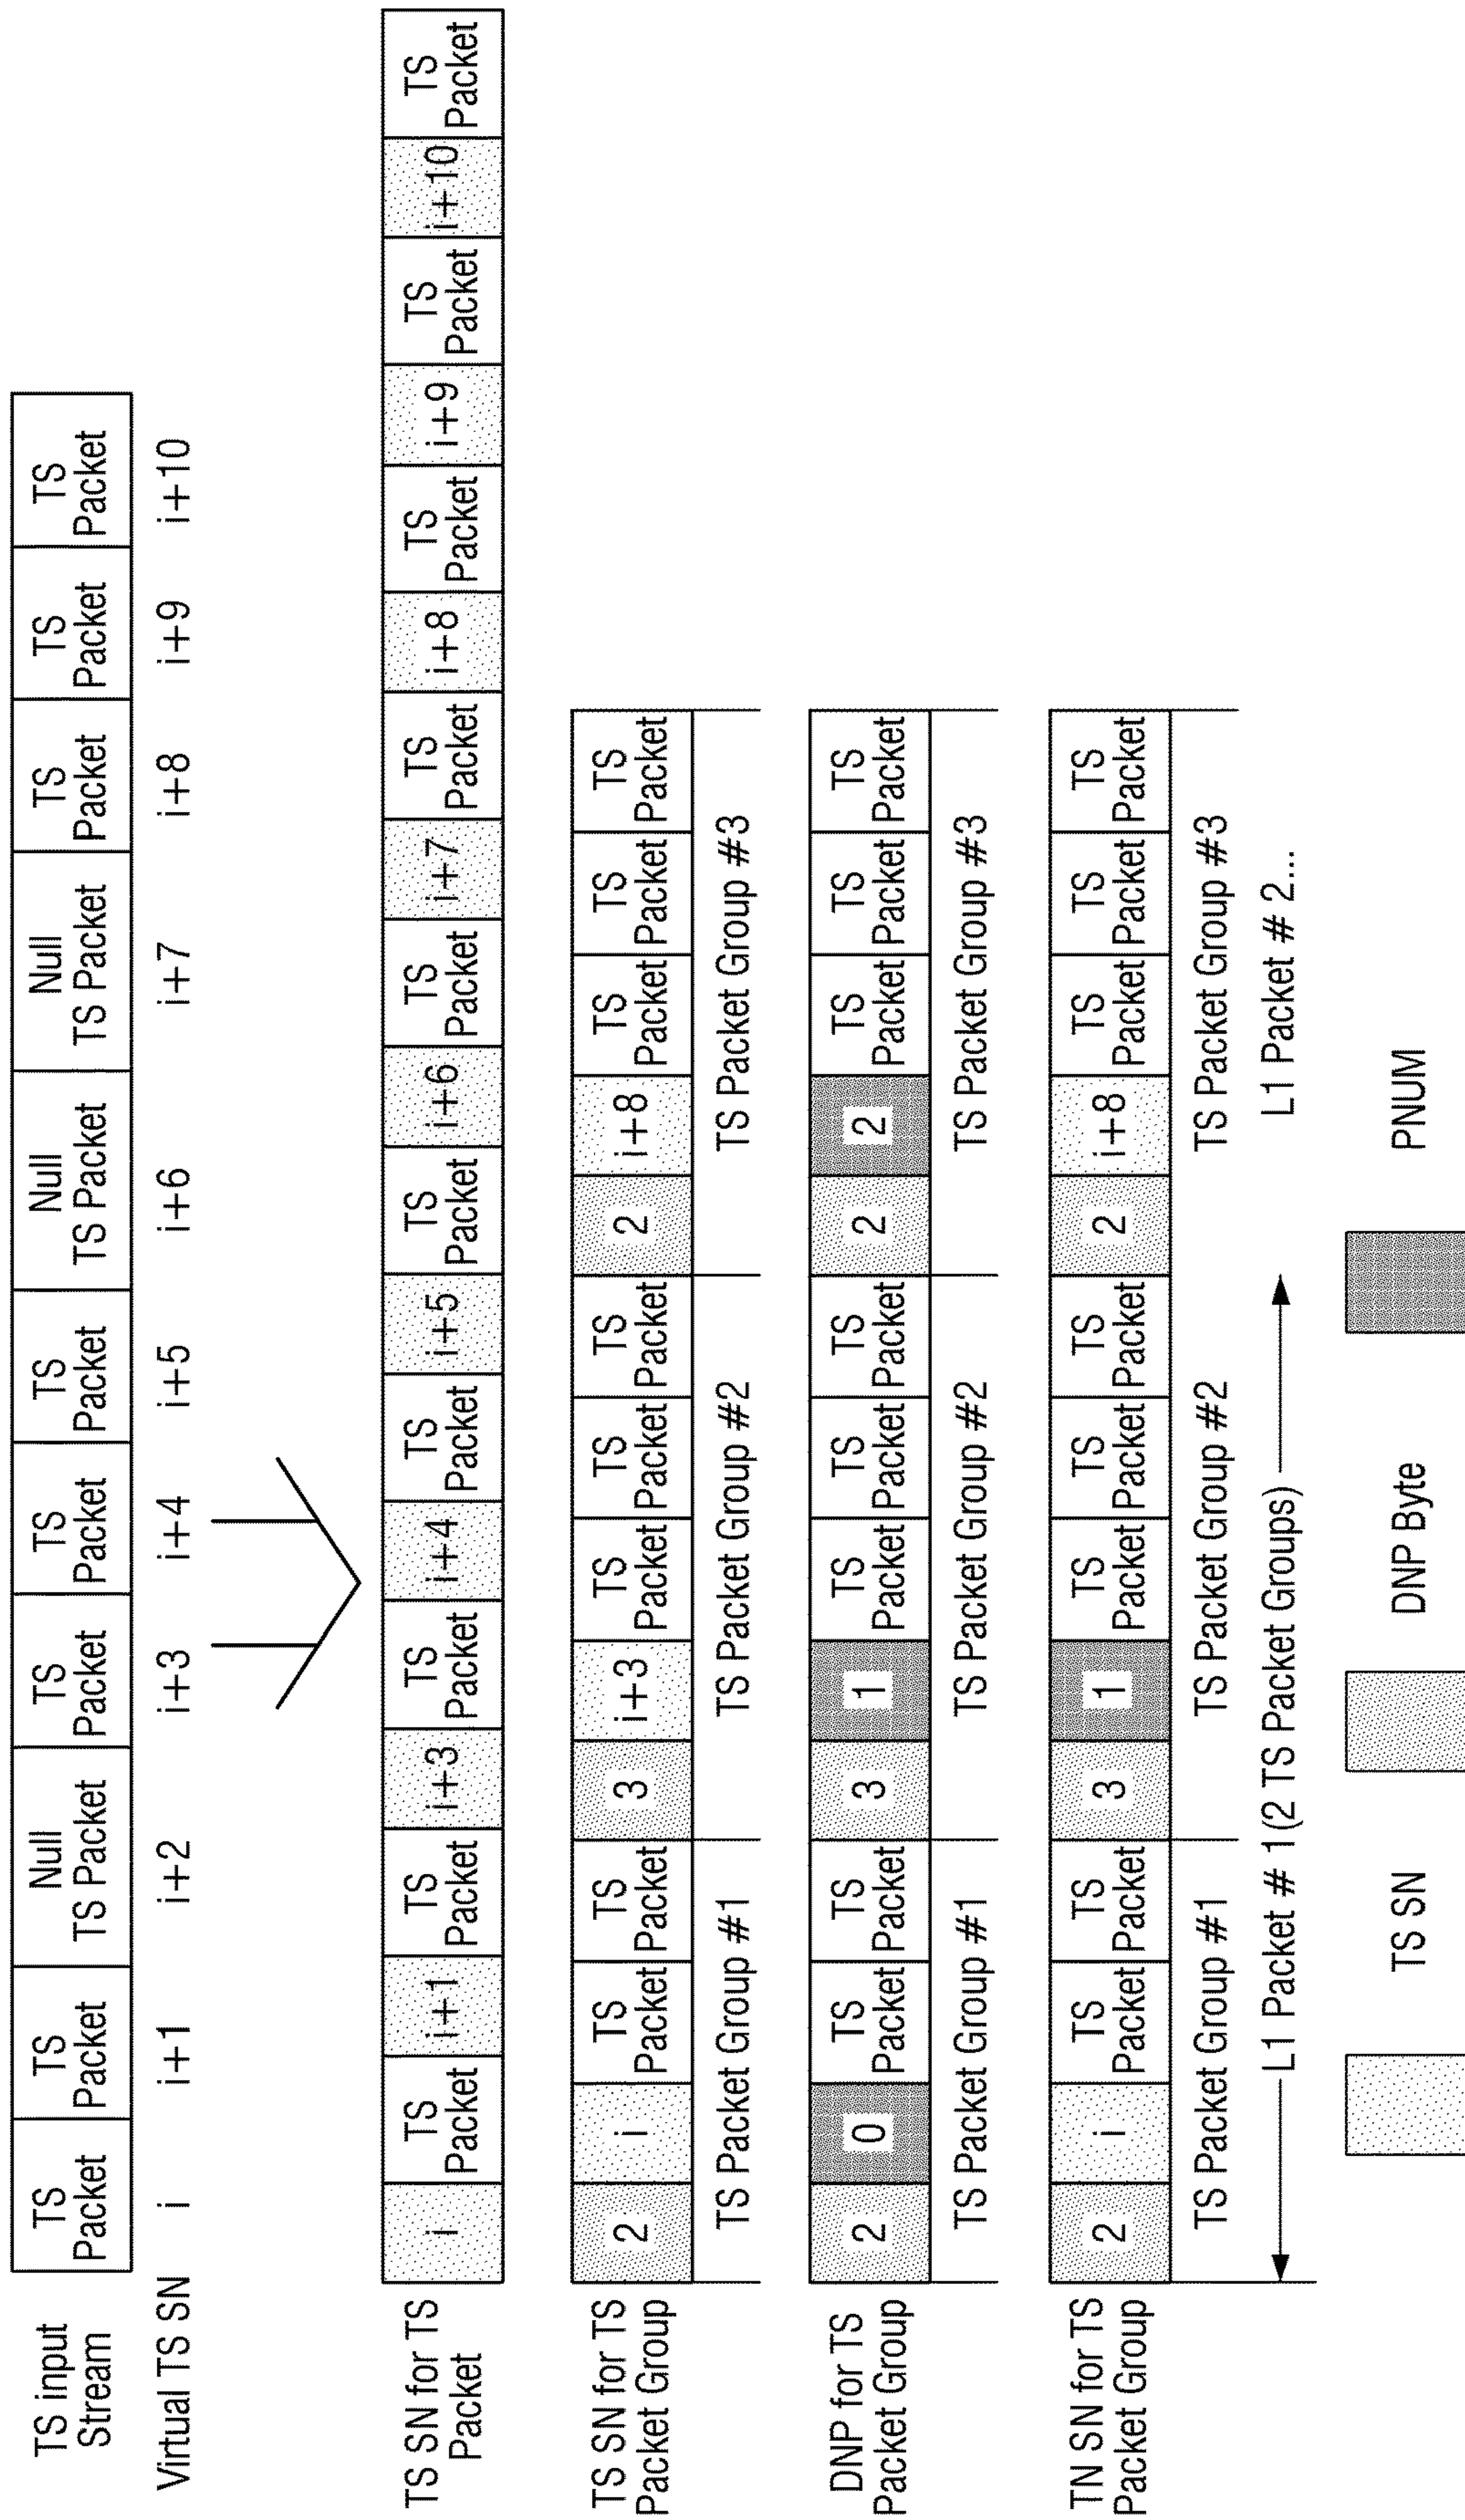 TS input TS TS Null TS TS TS Null Null TS TS TS
Stream Packet Packet TS Packet Packet Packet Packet TS Packet TS Packet Packet Packet Packet
Virtual TS SN i i+1 i+2 i+3 i+4 i+5 i+6 i+7 i+8 i+9 i+10
TS SN for TS i TS i+1 TS i+3 TS i+4 TS i+5 TS i+6 TS i+7 TS i+8 TS i+9 TS i+10 TS
Packet Packet Packet Packet Packet Packet Packet Packet Packet Packet Packet
TS SN for TS 2 i TS TS 3 i+3 TS TS TS 2 i+8 TS TS TS
Packet Group Packet Packet Packet Packet Packet Packet Packet Packet
TS Packet Group #1 TS Packet Group #2 TS Packet Group #3
DNP for TS 2 0 TS TS 3 1 TS TS TS 2 2 TS TS TS
Packet Group Packet Packet Packet Packet Packet Packet Packet Packet
TS Packet Group #1 TS Packet Group #2 TS Packet Group #3
TN SN for TS 2 i TS TS 3 1 TS TS TS 2 i+8 TS TS TS
Packet Group Packet Packet Packet Packet Packet Packet Packet Packet
TS Packet Group #1 TS Packet Group #2 TS Packet Group #3
L1 Packet # 1(2 TS Packet Groups) L1 Packet # 2...
TS SN DNP Byte PNUM